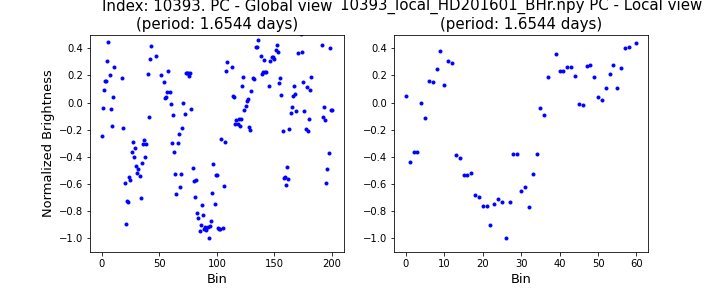 Index: 10393. PC - Global view
(period: 1.6544 days)
10393_local_HD201601_BHr.npy PC - Local view
(period: 1.6544 days)
Normalized Brightness
0.4
0.2
0.0
−0.2
−0.4
−0.6
−0.8
−1.0
0 50 100 150 200
Bin
0.4
0.2
0.0
−0.2
−0.4
−0.6
−0.8
−1.0
0 10 20 30 40 50 60
Bin